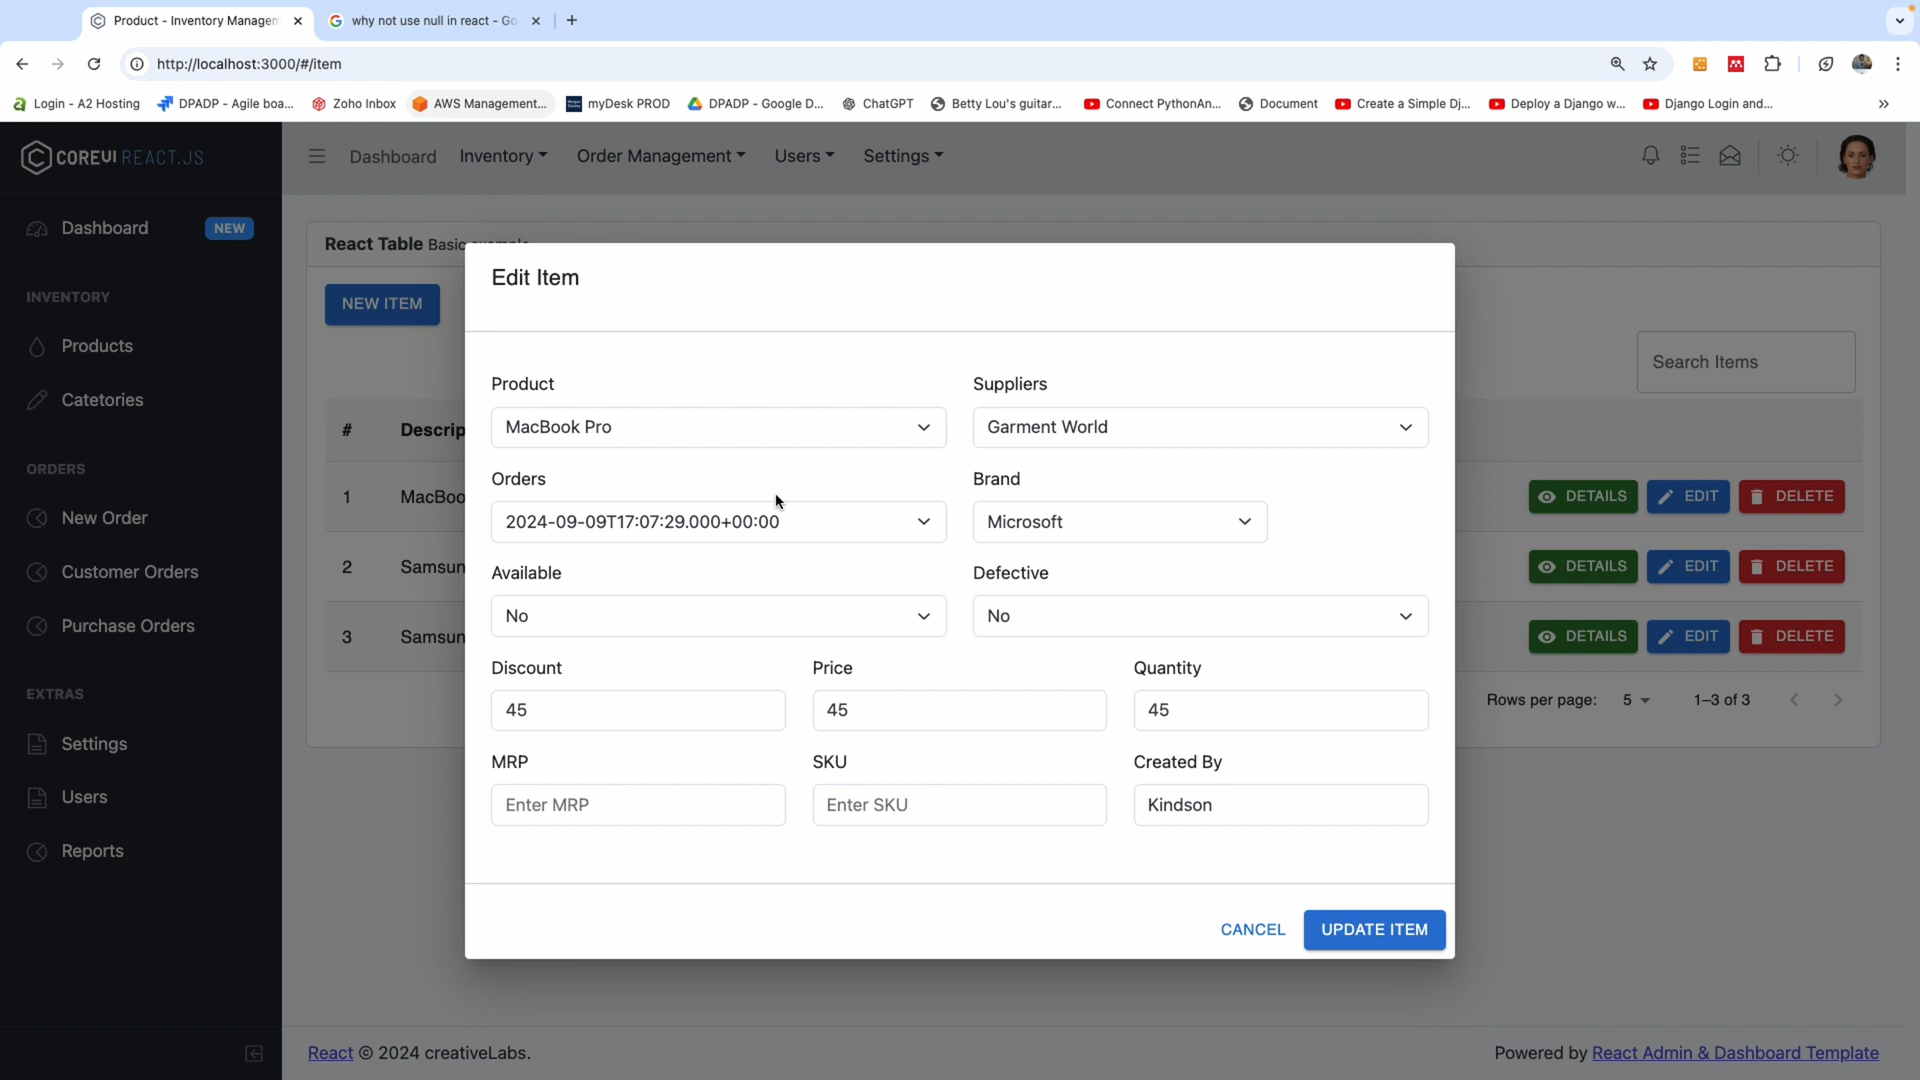 Product - Inventory Managem
why not use null in react - Go
http://localhost:3000/#/item
Login - A2 Hosting
DPADP - Agile boa...
Zoho Inbox
AWS Management...
myDesk PROD
DPADP - Google D...
ChatGPT
Betty Lou's guitar...
Connect PythonAn...
Document
Create a Simple Dj...
Deploy a Django w...
Django Login and...
COREUI REACT.JS
Dashboard
Inventory
Order Management
Users
Settings
Dashboard NEW
INVENTORY
Products
Catetories
ORDERS
New Order
Customer Orders
Purchase Orders
EXTRAS
Settings
Users
Reports
React Table Basic example
NEW ITEM
Search Items
# Descrip
1 MacBoo DETAILS EDIT DELETE
2 Samsun DETAILS EDIT DELETE
3 Samsun DETAILS EDIT DELETE
Rows per page: 5 1–3 of 3
Edit Item
Product Suppliers
MacBook Pro Garment World
Orders Brand
2024-09-09T17:07:29.000+00:00 Microsoft
Available Defective
No No
Discount Price Quantity
45 45 45
MRP SKU Created By
Enter MRP Enter SKU Kindson
CANCEL UPDATE ITEM
React © 2024 creativeLabs.
Powered by React Admin & Dashboard Template